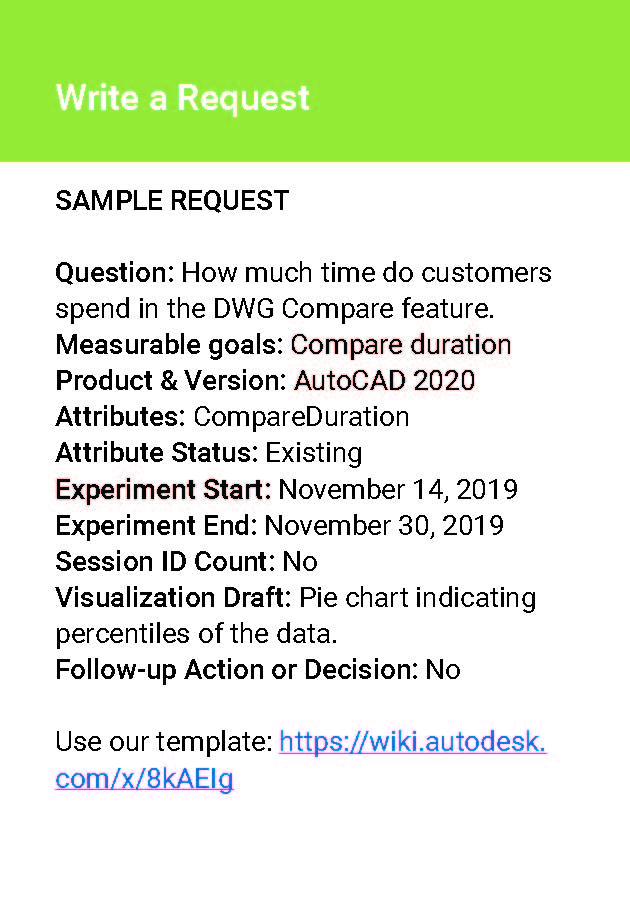 Write a Request
SAMPLE REQUEST
Question: How much time do customers
spend in the DWG Compare feature.
Measurable goals: Compare duration
Product & Version: AutoCAD 2020
Attributes: CompareDuration
Attribute Status: Existing
Experiment Start: November 14, 2019
Experiment End: November 30, 2019
Session ID Count: No
Visualization Draft: Pie chart indicating
percentiles of the data.
Follow-up Action or Decision: No
Use our template: https://wiki.autodesk.
com/x/8kAEIg